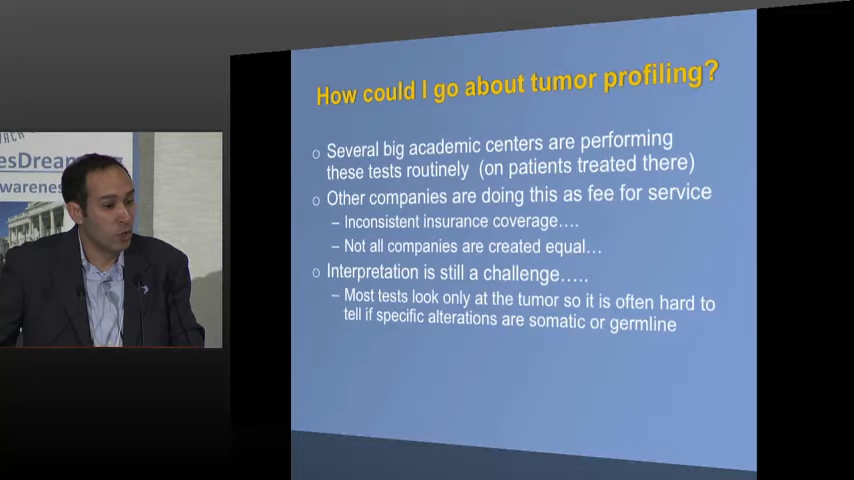 esDream
wareness
How could I go about tumor profiling?
○ Several big academic centers are performing
these tests routinely (on patients treated there)
○ Other companies are doing this as fee for service
– Inconsistent insurance coverage….
– Not all companies are created equal…
○ Interpretation is still a challenge…..
– Most tests look only at the tumor so it is often hard to
tell if specific alterations are somatic or germline